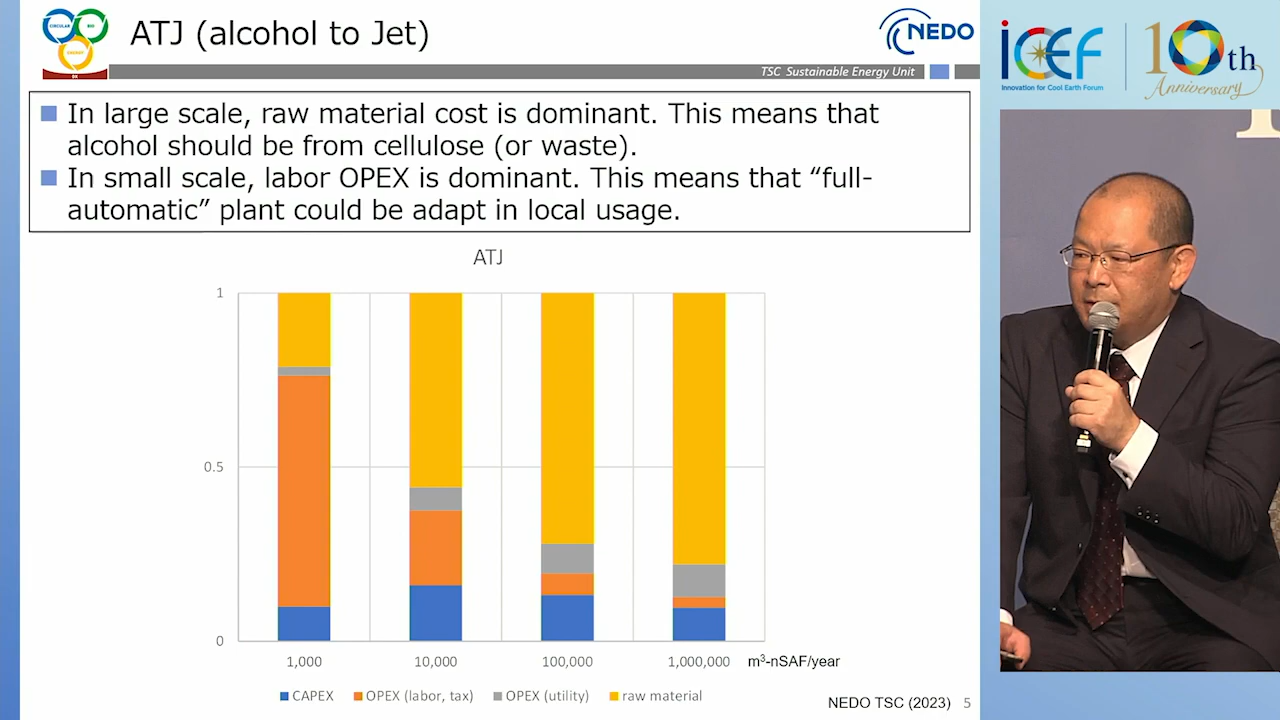 ATJ (alcohol to Jet)
NEDO
TSC Sustainable Energy Unit
CIRCULAR
BIO
ENERGY
■ In large scale, raw material cost is dominant. This means that
alcohol should be from cellulose (or waste).
■ In small scale, labor OPEX is dominant. This means that “full-
automatic” plant could be adapt in local usage.
ATJ
1
0.5
0
1,000 10,000 100,000 1,000,000 m³-nSAF/year
CAPEX OPEX (labor, tax) OPEX (utility) raw material
NEDO TSC (2023) 5
iCEF
Innovation for Cool Earth Forum
10th
Anniversary